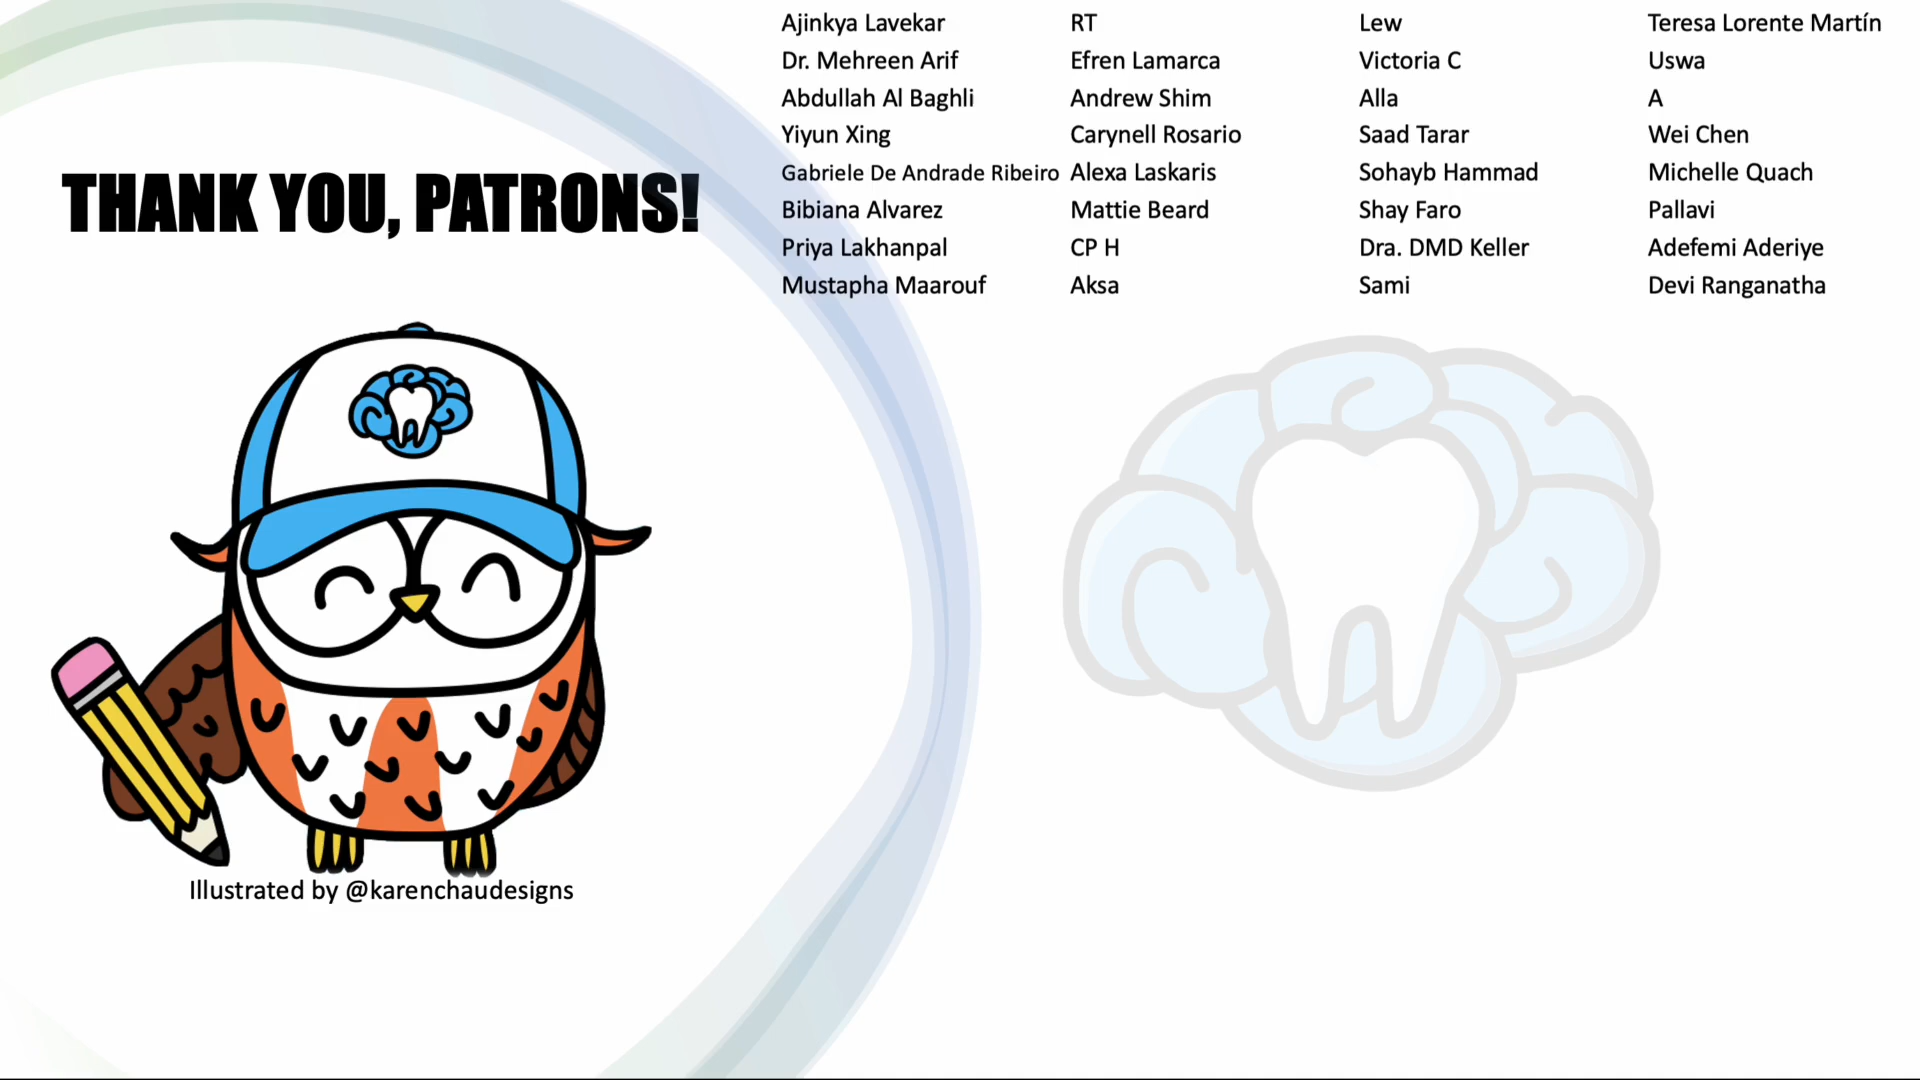 THANK YOU, PATRONS!
Illustrated by @karenchaudesigns
Ajinkya Lavekar
Dr. Mehreen Arif
Abdullah Al Baghli
Yiyun Xing
Gabriele De Andrade Ribeiro
Bibiana Alvarez
Priya Lakhanpal
Mustapha Maarouf
RT
Efren Lamarca
Andrew Shim
Carynell Rosario
Alexa Laskaris
Mattie Beard
CP H
Aksa
Lew
Victoria C
Alla
Saad Tarar
Sohayb Hammad
Shay Faro
Dra. DMD Keller
Sami
Teresa Lorente Martín
Uswa
A
Wei Chen
Michelle Quach
Pallavi
Adefemi Aderiye
Devi Ranganatha